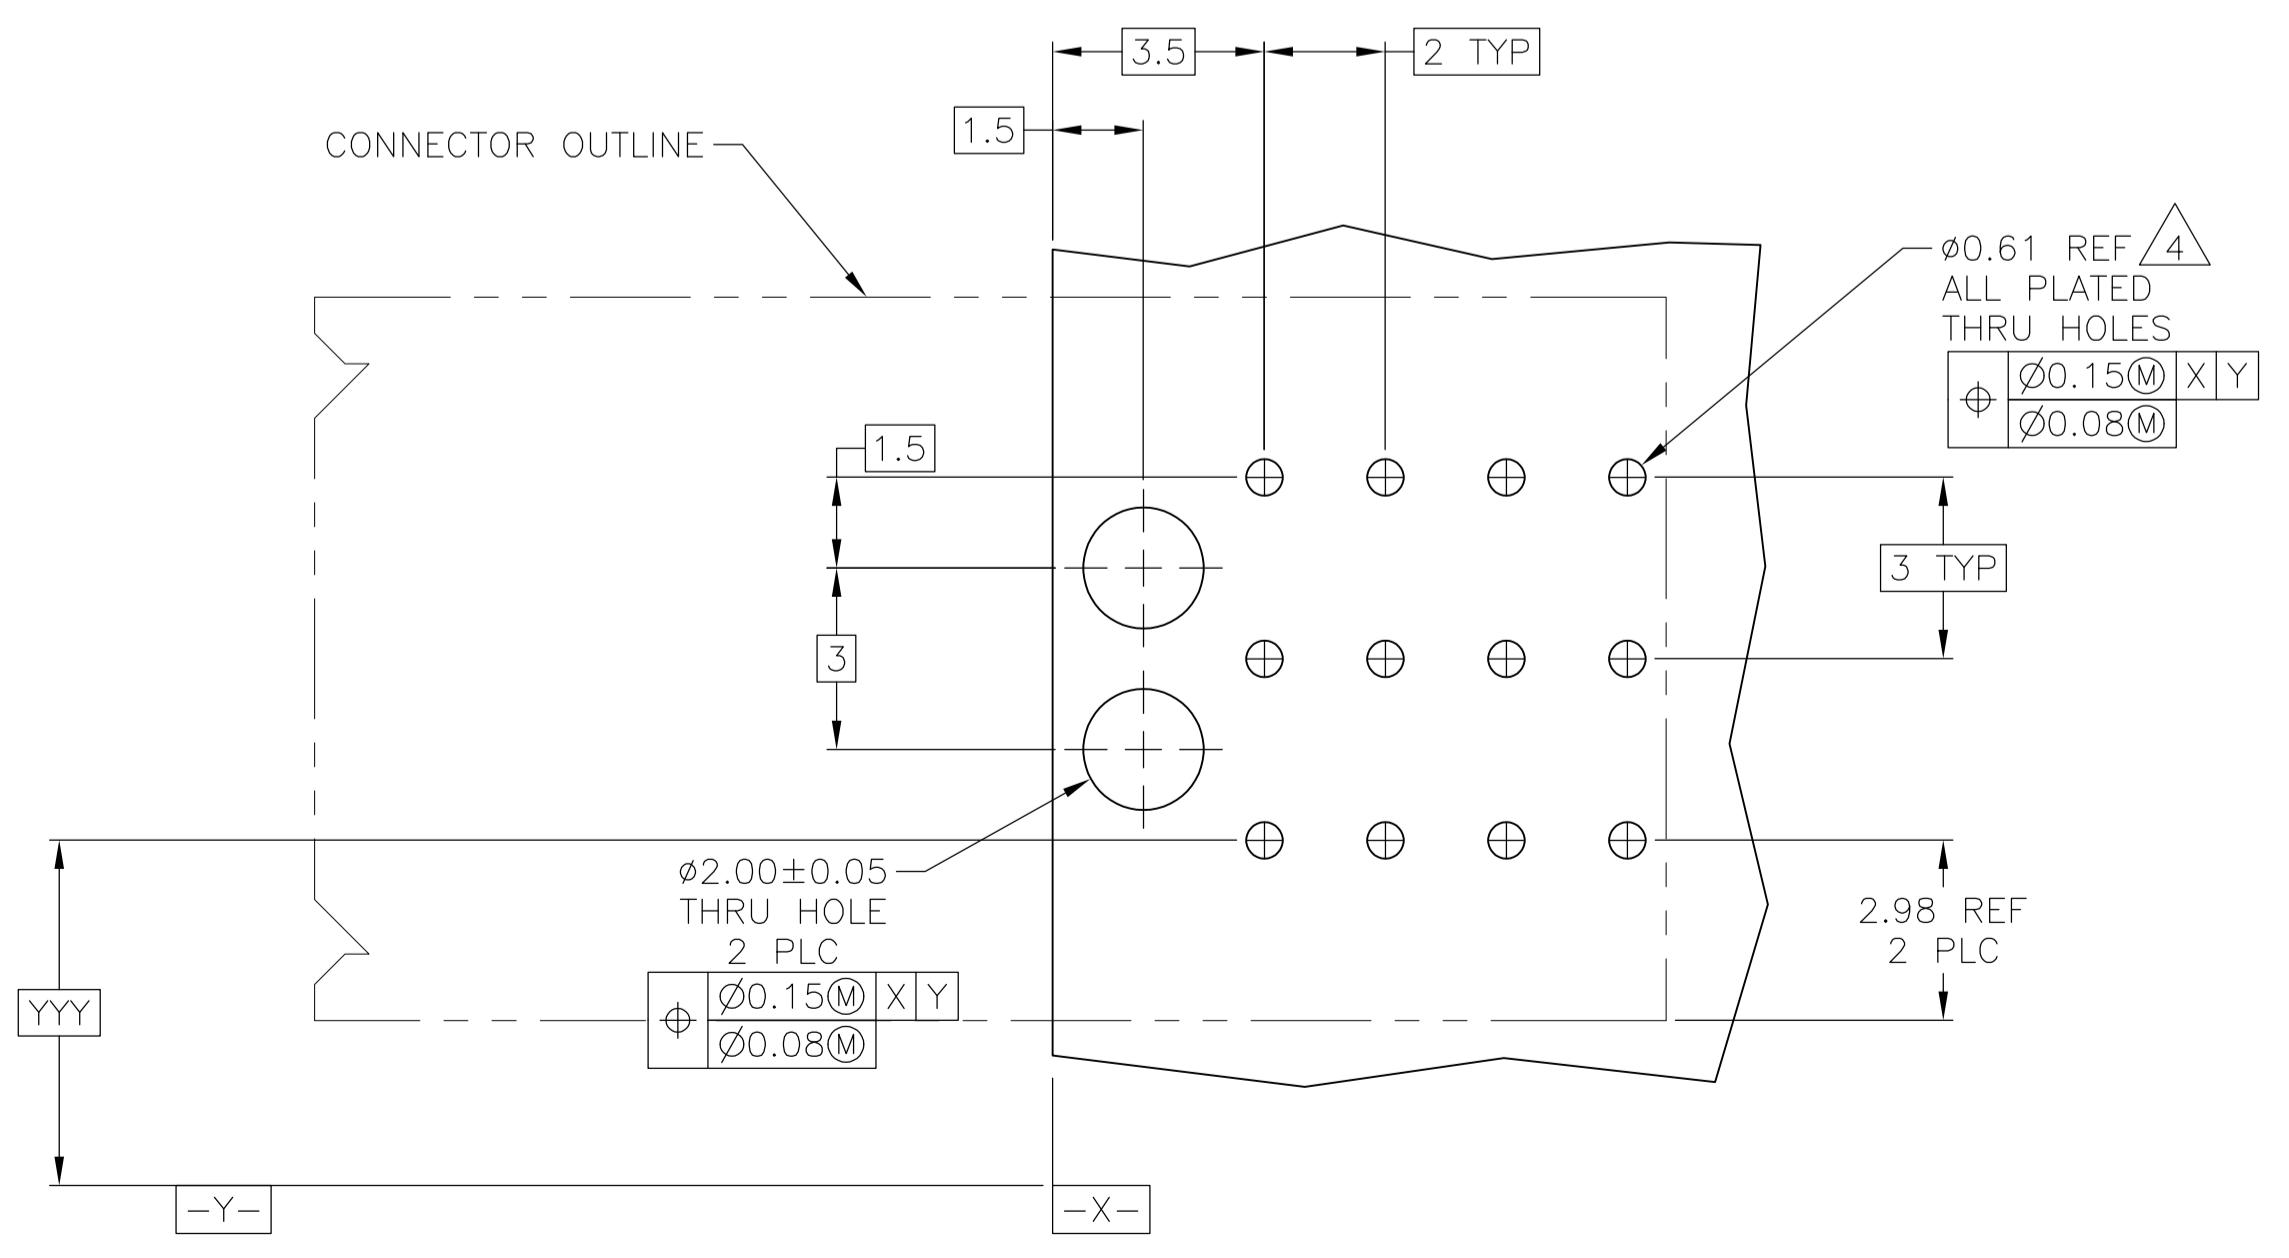 3.5
2 TYP
1.5
CONNECTOR OUTLINE
ø0.61 REF 4
ALL PLATED
THRU HOLES
⌖ Ø0.15Ⓜ X Y
Ø0.08Ⓜ
1.5
3 TYP
3
ø2.00±0.05
THRU HOLE
2 PLC
⌖ Ø0.15Ⓜ X Y
Ø0.08Ⓜ
2.98 REF
2 PLC
YYY
-Y-
-X-